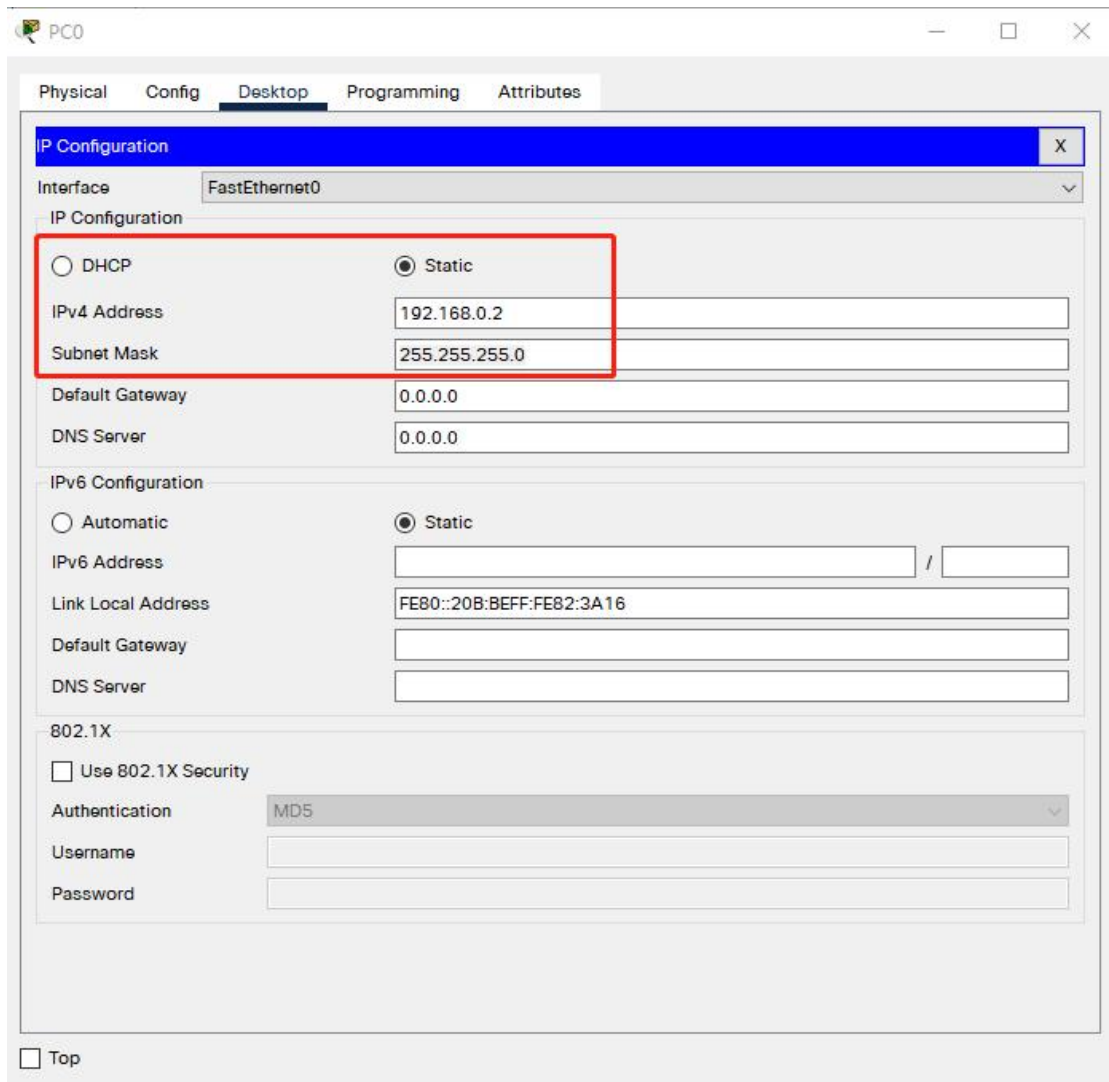 PC0
Physical Config Desktop Programming Attributes
IP Configuration X
Interface FastEthernet0
IP Configuration
DHCP Static
IPv4 Address 192.168.0.2
Subnet Mask 255.255.255.0
Default Gateway 0.0.0.0
DNS Server 0.0.0.0
IPv6 Configuration
Automatic Static
IPv6 Address /
Link Local Address FE80::20B:BEFF:FE82:3A16
Default Gateway
DNS Server
802.1X
Use 802.1X Security
Authentication MD5
Username
Password
Top